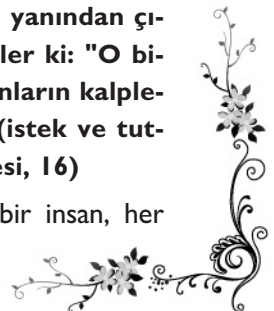 yanından çı-
ler ki: "O bi-
nların kalple-
(istek ve tut-
esi, 16)
bir insan, her